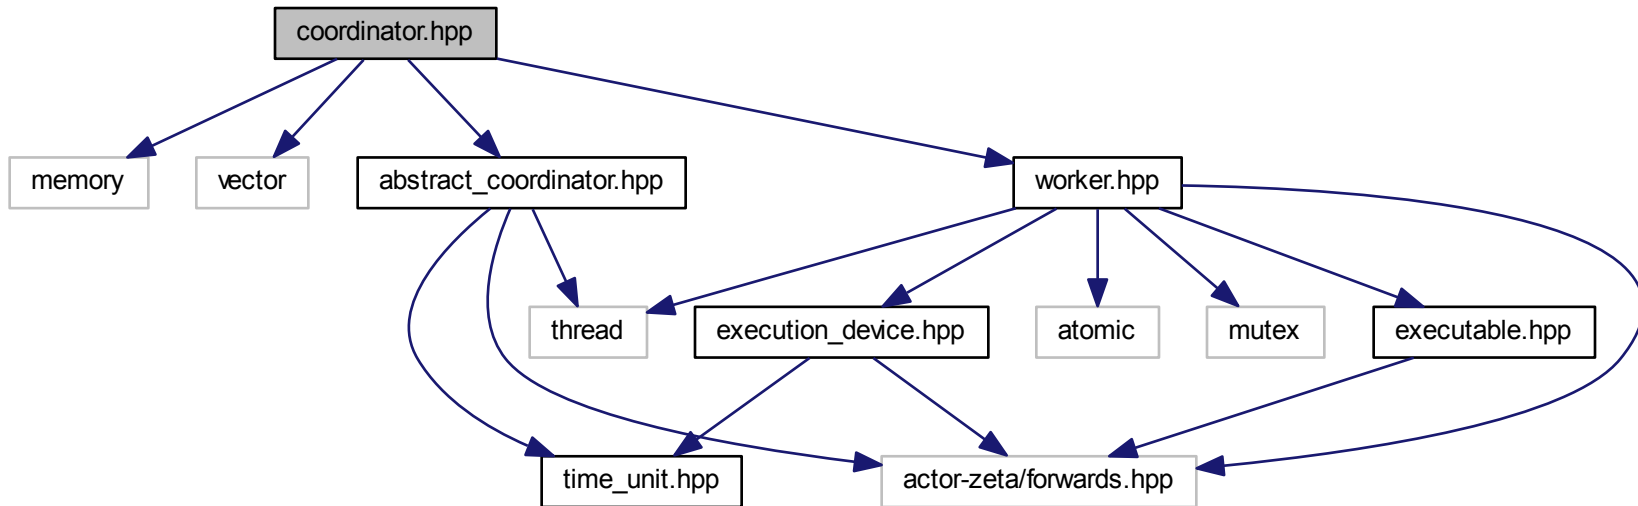 coordinator.hpp
memory
vector
abstract_coordinator.hpp
worker.hpp
thread
execution_device.hpp
atomic
mutex
executable.hpp
time_unit.hpp
actor-zeta/forwards.hpp